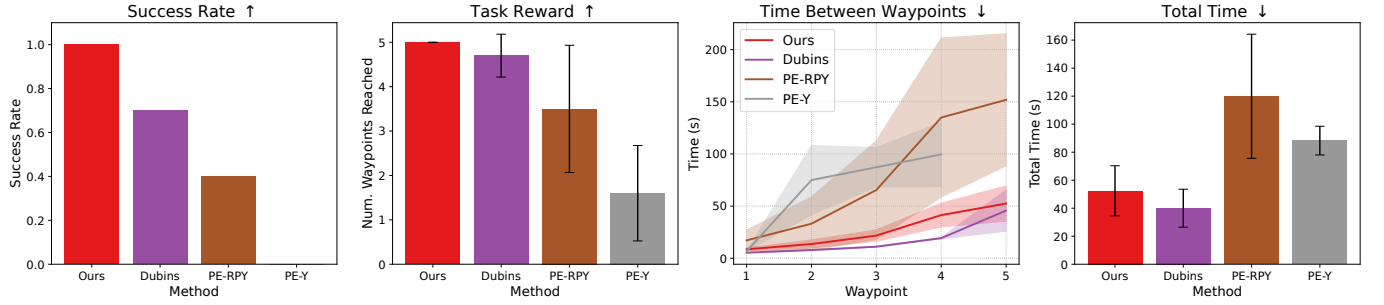 Success Rate ↑
Success Rate
1.0
0.8
0.6
0.4
0.2
0.0
Ours Dubins PE-RPY PE-Y
Method
Task Reward ↑
Num. Waypoints Reached
5
4
3
2
1
0
Ours Dubins PE-RPY PE-Y
Method
Time Between Waypoints ↓
Time (s)
200
150
100
50
0
Ours
Dubins
PE-RPY
PE-Y
1 2 3 4 5
Waypoint
Total Time ↓
Total Time (s)
160
140
120
100
80
60
40
20
0
Ours Dubins PE-RPY PE-Y
Method